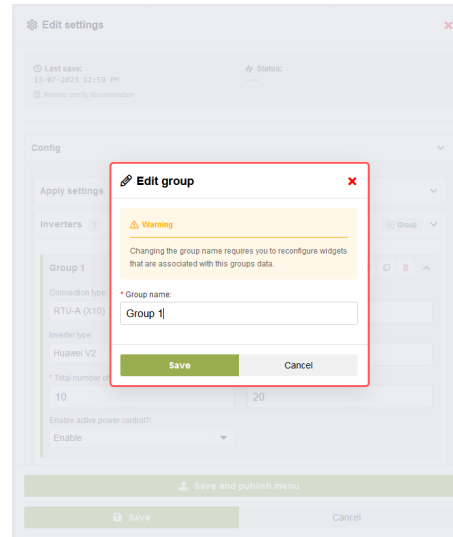 Edit settings
Last save:
Status:
13-07-2023 12:59 PM
---
Remote config documentation
Config
Apply settings
Inverters
Group
Edit group
Warning
Changing the group name requires you to reconfigure widgets
that are associated with this groups data.
* Group name:
Group 1
Save
Cancel
Group 1
Connection type:
RTU-A (X10)
Inverter type:
Huawei V2
* Total number of
10
20
Enable active power control?:
Enable
Save and publish menu
Save
Cancel